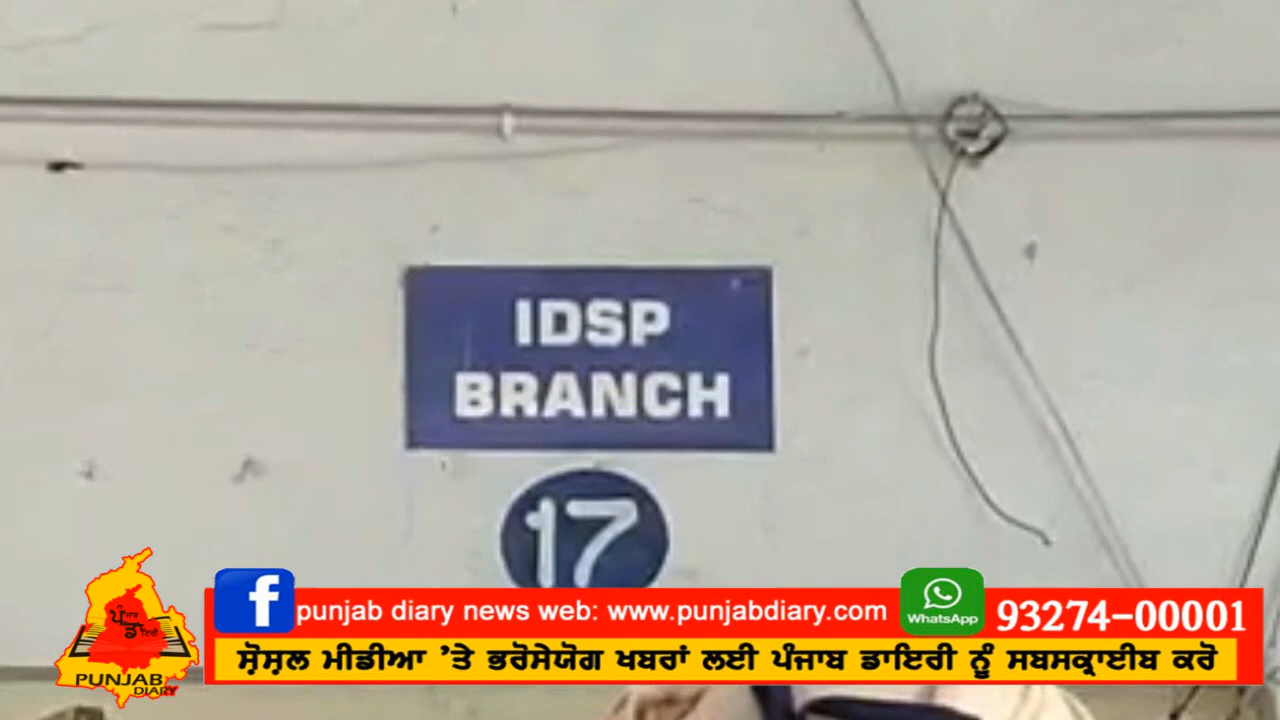 IDSP
BRANCH
17
punjab diary news web: www.punjabdiary.com
WhatsApp
93274-00001
ਸ਼ੋਸ਼ਲ ਮੀਡੀਆ 'ਤੇ ਭਰੋਸੇਯੋਗ ਖਬਰਾਂ ਲਈ ਪੰਜਾਬ ਡਾਇਰੀ ਨੂੰ ਸਬਸਕ੍ਰਾਈਬ ਕਰੋ
ਪੰਜਾਬ
ਡਾਇਰੀ
PUNJAB
DIARY